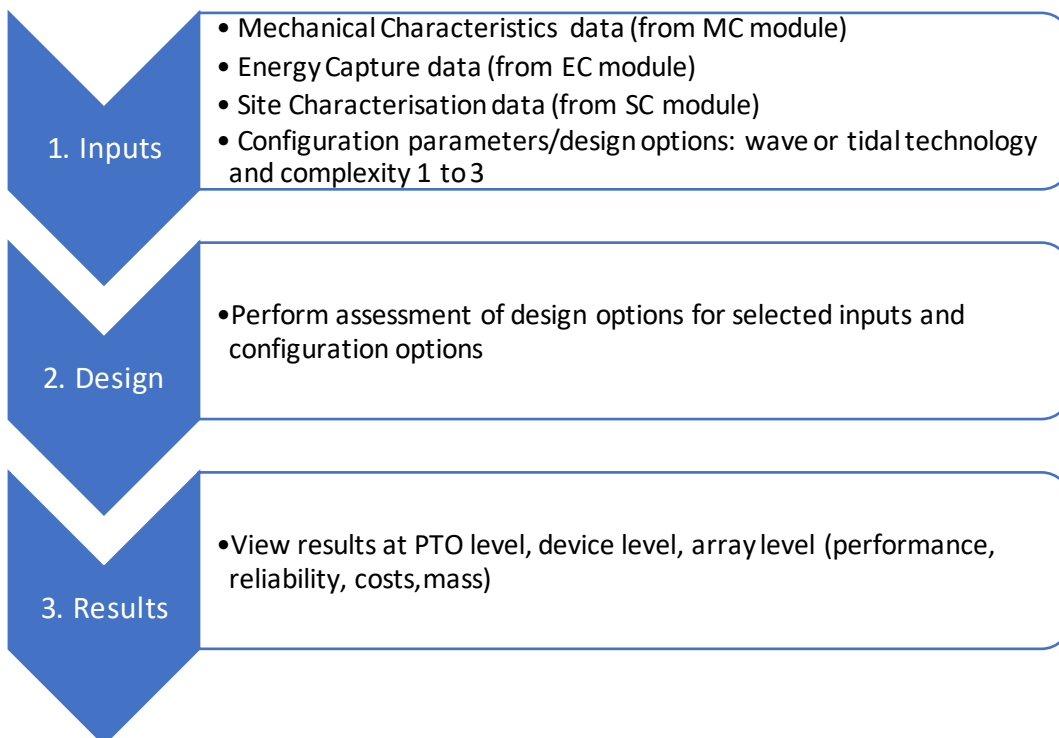 • Mechanical Characteristics data (from MC module)
• Energy Capture data (from EC module)
• Site Characterisation data (from SC module)
• Configuration parameters/design options: wave or tidal technology
and complexity 1 to 3
1. Inputs
•Perform assessment of design options for selected inputs and
configuration options
2. Design
•View results at PTO level, device level, array level (performance,
reliability, costs, mass)
3. Results